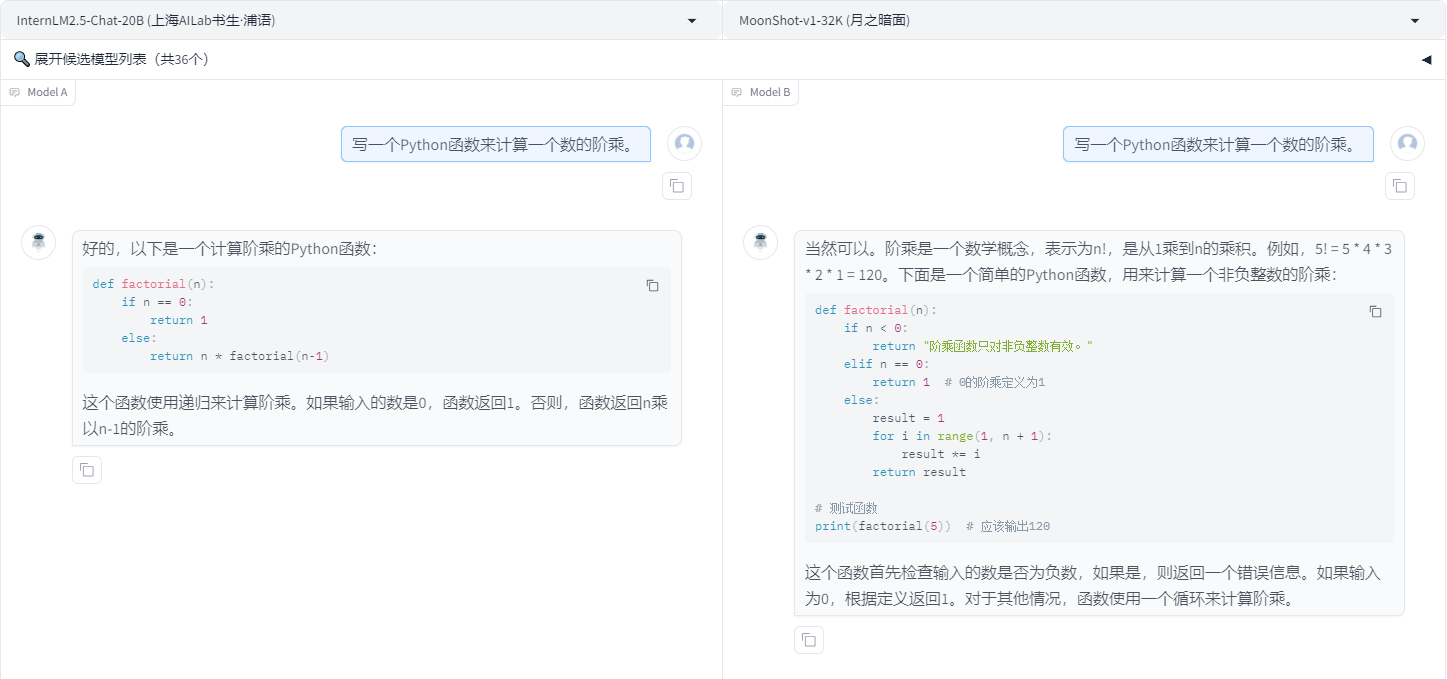 InternLM2.5-Chat-20B (上海AILab书生·浦语)
MoonShot-v1-32K (月之暗面)
🔍 展开候选模型列表（共36个）
Model A
写一个Python函数来计算一个数的阶乘。
好的，以下是一个计算阶乘的Python函数：
def factorial(n):
    if n == 0:
        return 1
    else:
        return n * factorial(n-1)
这个函数使用递归来计算阶乘。如果输入的数是0，函数返回1。否则，函数返回n乘
以n-1的阶乘。
Model B
写一个Python函数来计算一个数的阶乘。
当然可以。阶乘是一个数学概念，表示为n!，是从1乘到n的乘积。例如，5! = 5 * 4 * 3
* 2 * 1 = 120。下面是一个简单的Python函数，用来计算一个非负整数的阶乘：
def factorial(n):
    if n < 0:
        return "阶乘函数只对非负整数有效。"
    elif n == 0:
        return 1  # 0的阶乘定义为1
    else:
        result = 1
        for i in range(1, n + 1):
            result *= i
        return result
# 测试函数
print(factorial(5))  # 应该输出120
这个函数首先检查输入的数是否为负数，如果是，则返回一个错误信息。如果输入
为0，根据定义返回1。对于其他情况，函数使用一个循环来计算阶乘。